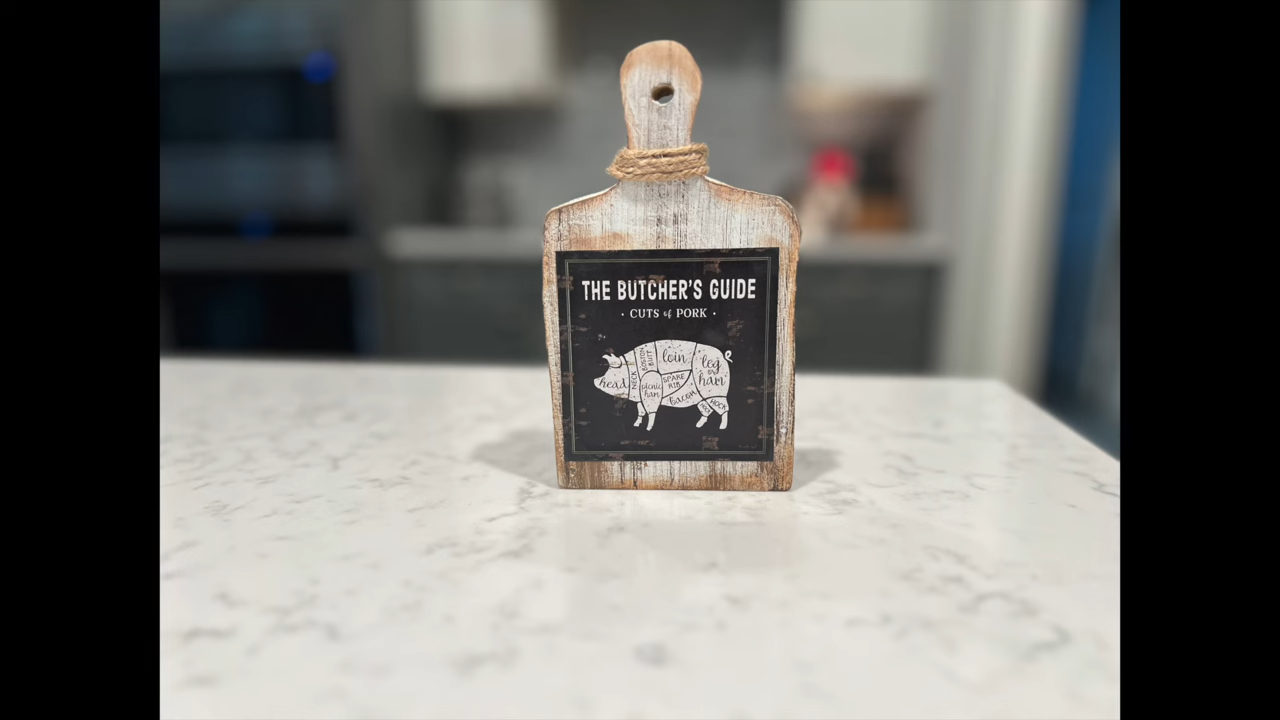 THE BUTCHER'S GUIDE
· CUTS of PORK ·
head
NECK
BOSTON
BUTT
loin
leg
or
ham
picnic
ham
SPARE
RIB
bacon
HOCK